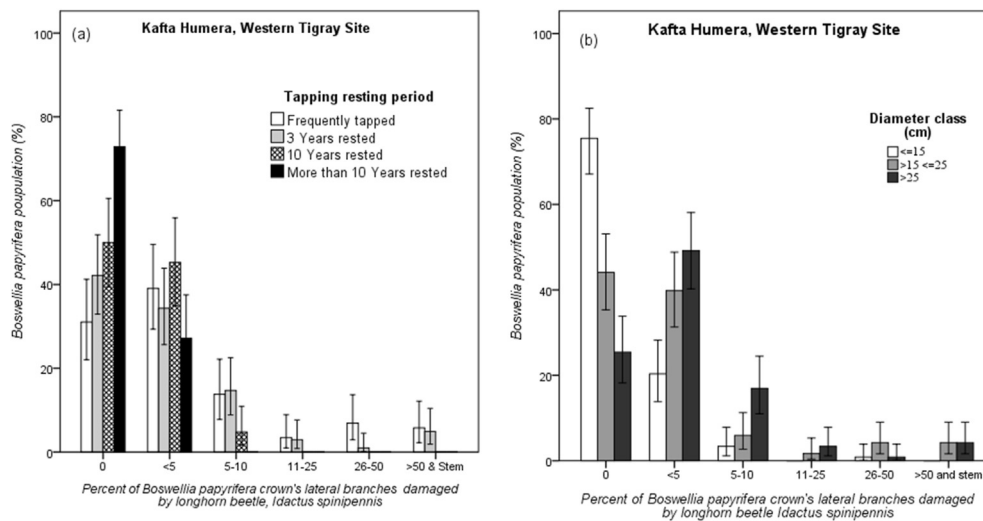 (a)
Kafta Humera, Western Tigray Site
Tapping resting period
Frequently tapped
3 Years rested
10 Years rested
More than 10 Years rested
Boswellia papyrifera poupulation (%)
100
80
60
40
20
0
0 <5 5-10 11-25 26-50 >50 & Stem
Percent of Boswellia papyrifera crown's lateral branches damaged
by longhorn beetle, Idactus spinipennis
(b)
Kafta Humera, Western Tigray Site
Diameter class
(cm)
<=15
>15 <=25
>25
Boswellia papyrifera population (%)
100
80
60
40
20
0
0 <5 5-10 11-25 26-50 >50 and stem
Percent of Boswellia papyrifera crown's lateral branches damaged
by longhorn beetle Idactus spinipennis